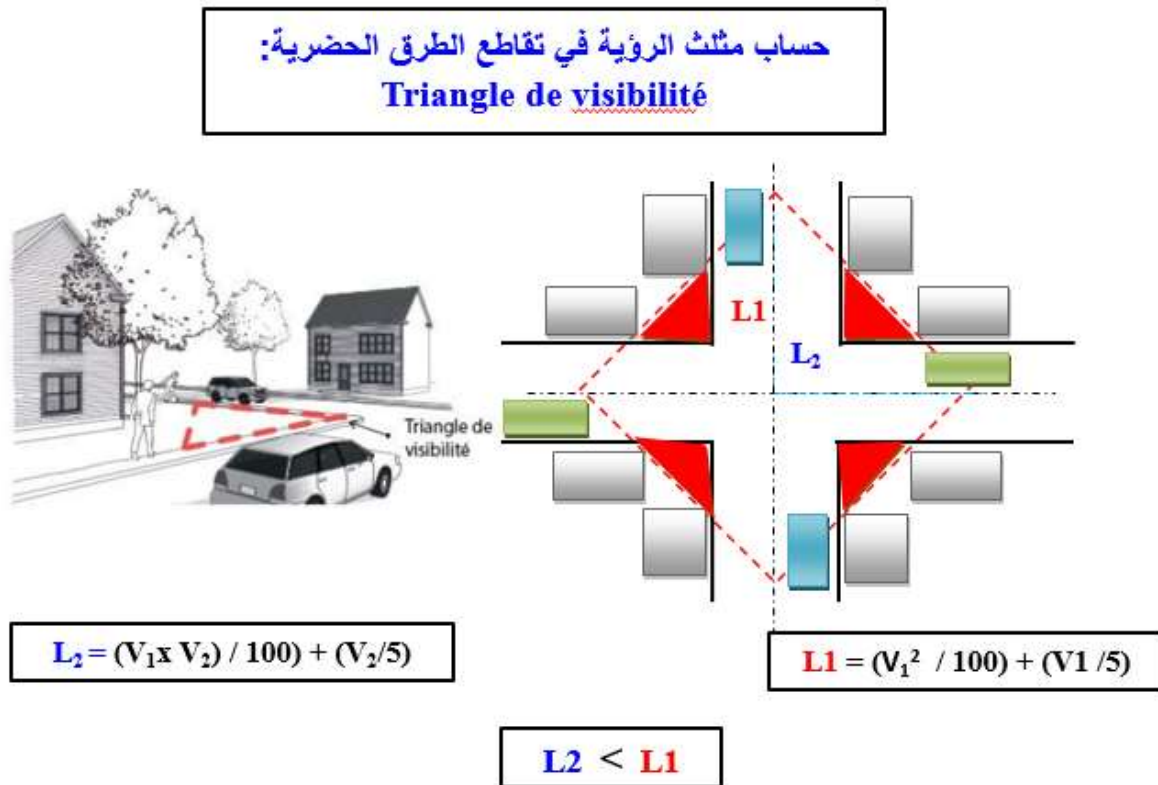 حساب مثلث الرؤية في تقاطع الطرق الحضرية:
Triangle de visibilité
L1
L₂
Triangle de
visibilité
L₂ = (V₁x V₂) / 100) + (V₂/5)
L1 = (V₁² / 100) + (V1 /5)
L2 < L1